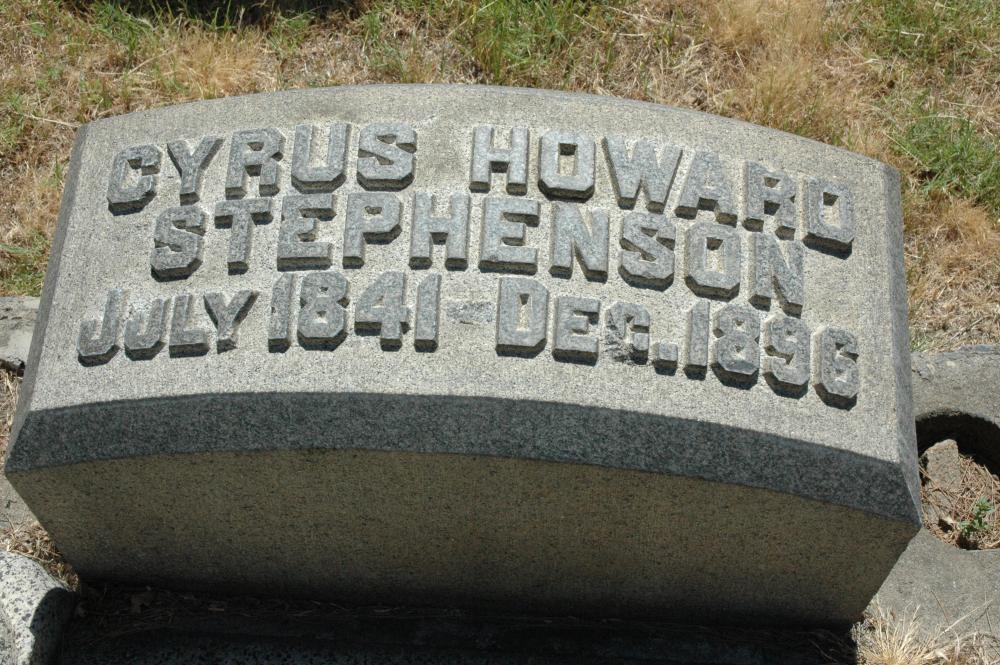 CYRUS HOWARD
STEPHENSON
JULY 1841 - DEC. 1896